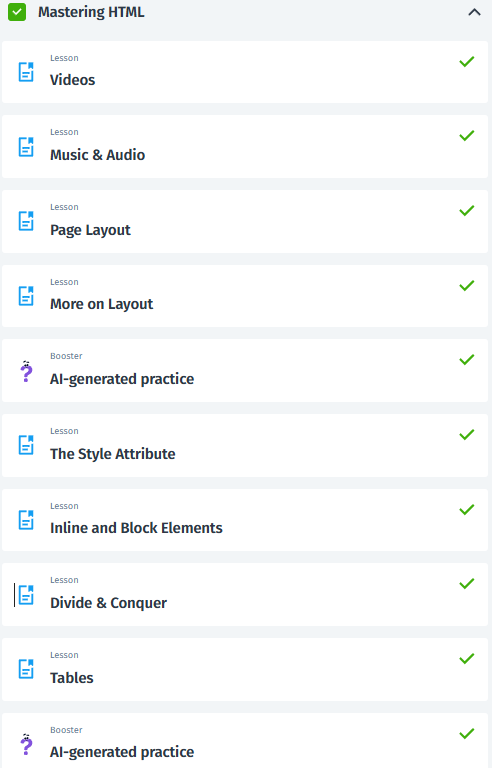 Mastering HTML
Lesson
Videos
Lesson
Music & Audio
Lesson
Page Layout
Lesson
More on Layout
Booster
AI-generated practice
Lesson
The Style Attribute
Lesson
Inline and Block Elements
Lesson
Divide & Conquer
Lesson
Tables
Booster
AI-generated practice